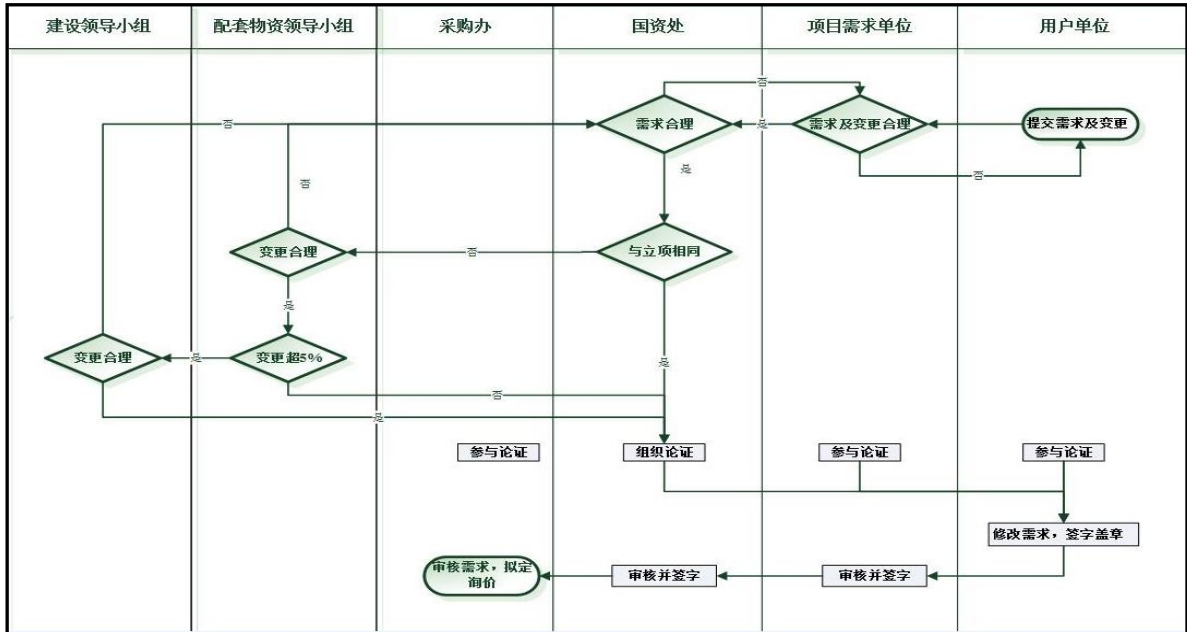 建设领导小组
配套物资领导小组
采购办
国资处
项目需求单位
用户单位
否
否
需求合理
是
需求及变更合理
提交需求及变更
是
否
否
变更合理
否
与立项相同
是
变更合理
是
变更超5%
是
否
是
参与论证
组织论证
参与论证
参与论证
修改需求，签字盖章
审核需求，拟定
询价
审核并签字
审核并签字